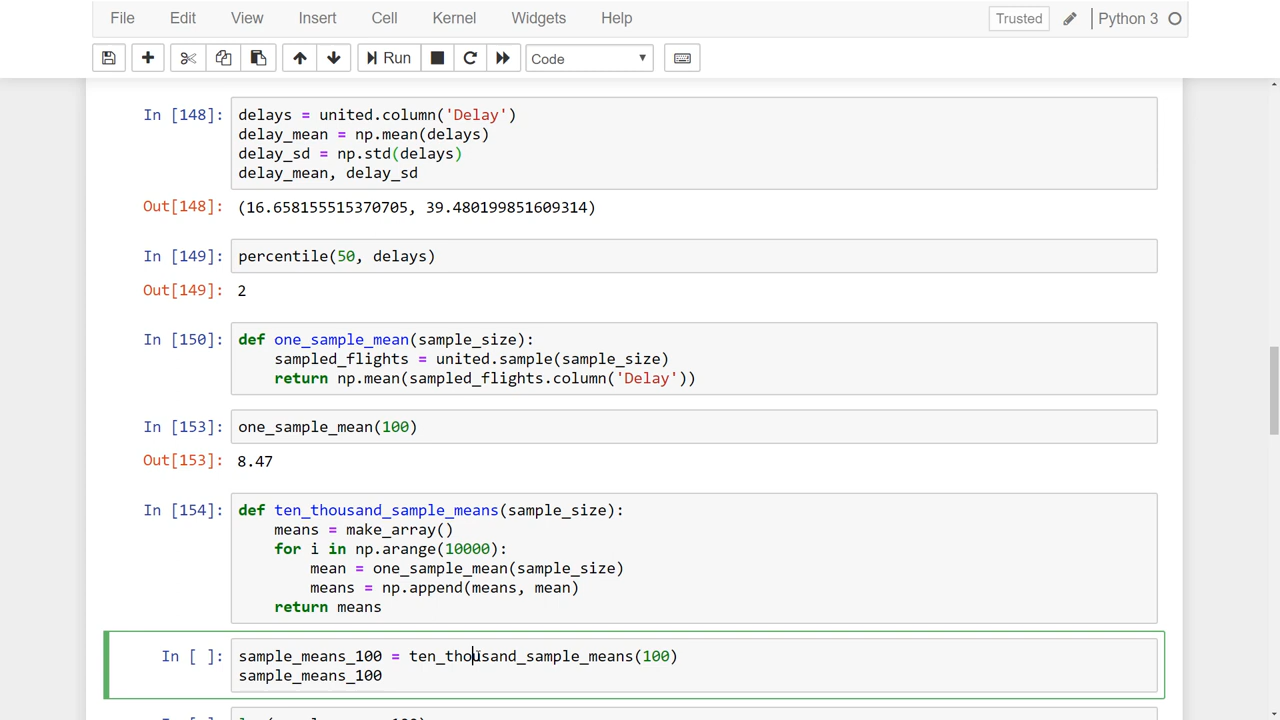 File Edit View Insert Cell Kernel Widgets Help Trusted Python 3
Run Code
In [148]: delays = united.column('Delay')
delay_mean = np.mean(delays)
delay_sd = np.std(delays)
delay_mean, delay_sd
Out[148]: (16.658155515370705, 39.480199851609314)
In [149]: percentile(50, delays)
Out[149]: 2
In [150]: def one_sample_mean(sample_size):
    sampled_flights = united.sample(sample_size)
    return np.mean(sampled_flights.column('Delay'))
In [153]: one_sample_mean(100)
Out[153]: 8.47
In [154]: def ten_thousand_sample_means(sample_size):
    means = make_array()
    for i in np.arange(10000):
        mean = one_sample_mean(sample_size)
        means = np.append(means, mean)
    return means
In [ ]: sample_means_100 = ten_thousand_sample_means(100)
sample_means_100